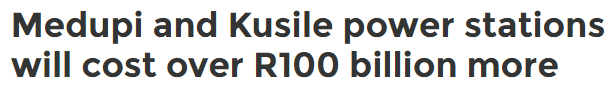 Medupi and Kusile power stations
will cost over R100 billion more